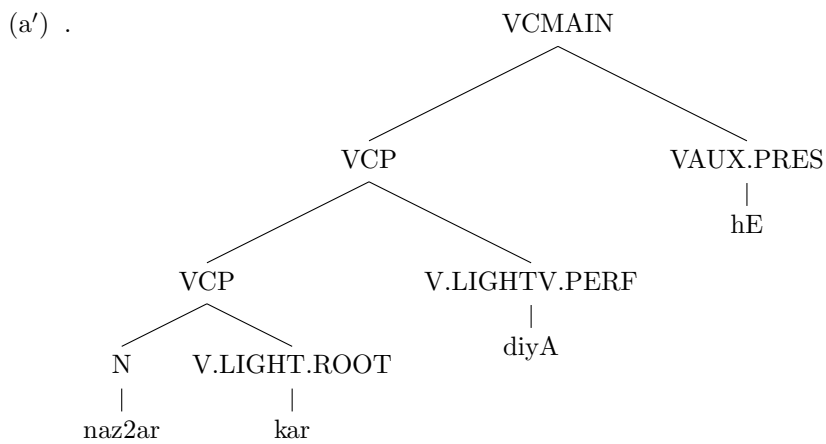 (a′) .
VCMAIN
VCP VAUX.PRES
hE
VCP V.LIGHTV.PERF
diyA
N V.LIGHT.ROOT
naz2ar kar